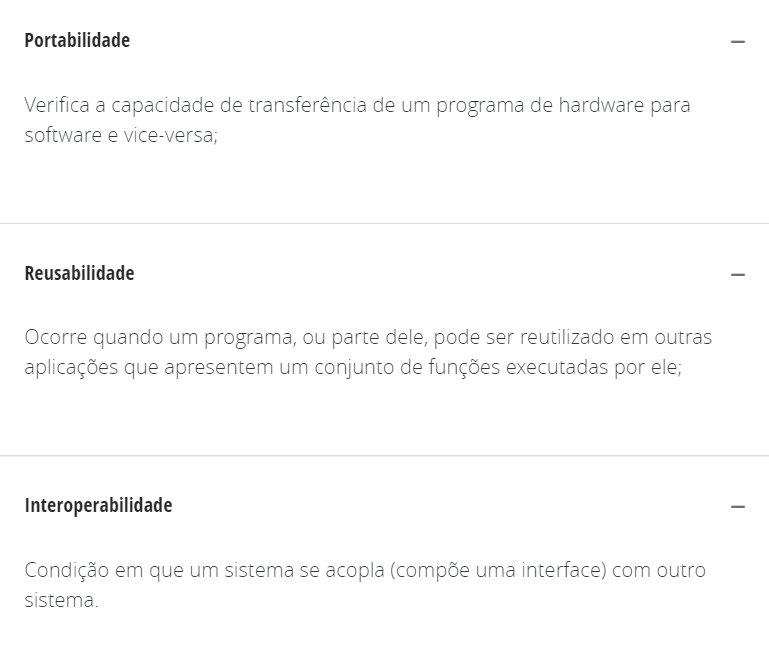 Portabilidade
Verifica a capacidade de transferência de um programa de hardware para
software e vice-versa;
Reusabilidade
Ocorre quando um programa, ou parte dele, pode ser reutilizado em outras
aplicações que apresentem um conjunto de funções executadas por ele;
Interoperabilidade
Condição em que um sistema se acopla (compõe uma interface) com outro
sistema.